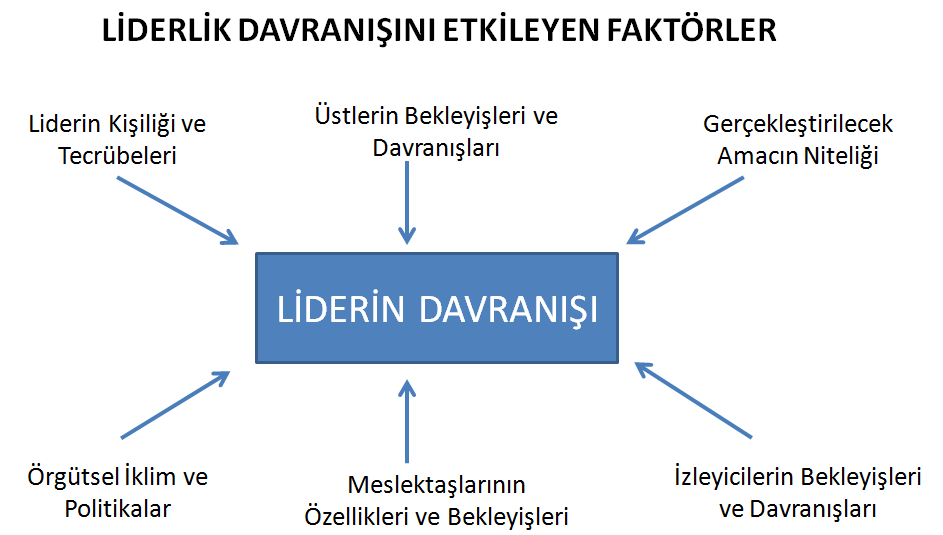 LİDERLİK DAVRANIŞINI ETKİLEYEN FAKTÖRLER
Liderin Kişiliği ve
Tecrübeleri
Üstlerin Bekleyişleri ve
Davranışları
Gerçekleştirilecek
Amacın Niteliği
LİDERİN DAVRANIŞI
Örgütsel İklim ve
Politikalar
Meslektaşlarının
Özellikleri ve Bekleyişleri
İzleyicilerin Bekleyişleri
ve Davranışları